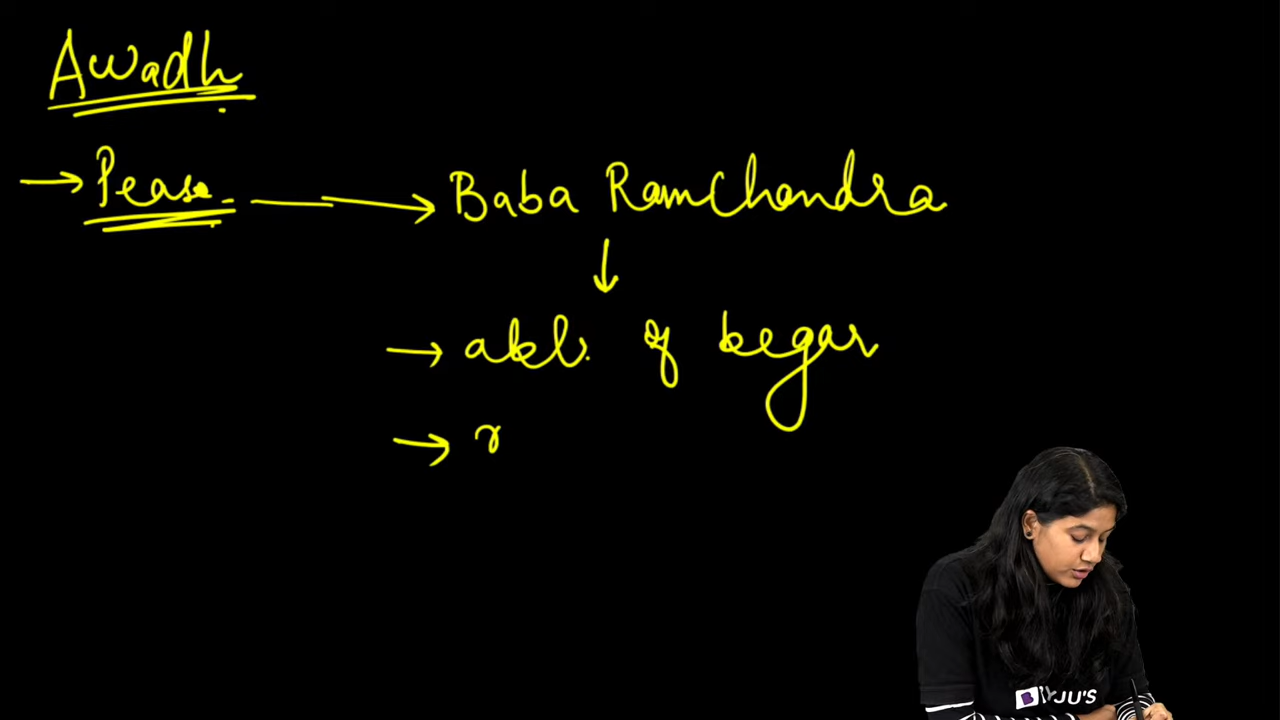 Awadh
→ Peas. → Baba Ramchandra
↓
→ abl. of begar
→ r
BYJU'S